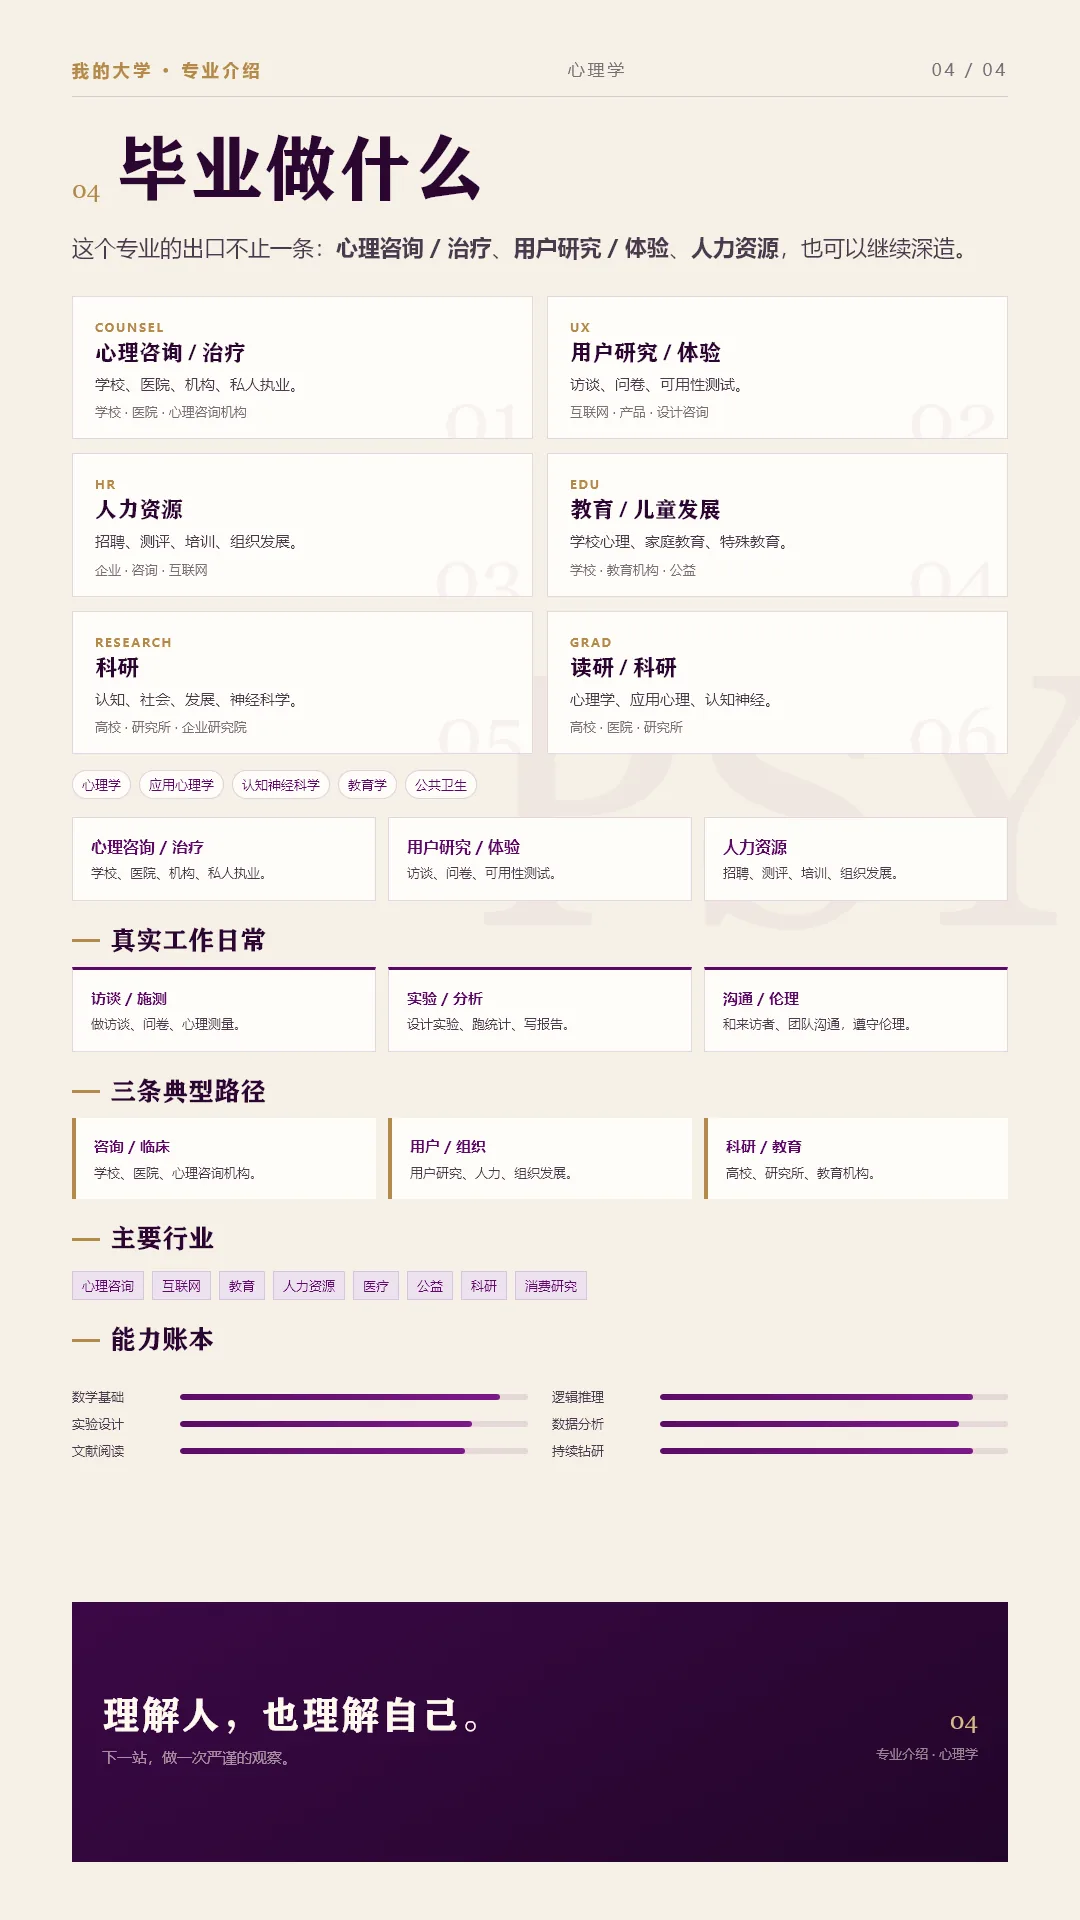 我的大学 · 专业介绍
心理学
04 / 04
04 毕业做什么
这个专业的出口不止一条：心理咨询 / 治疗、用户研究 / 体验、人力资源，也可以继续深造。
COUNSEL
心理咨询 / 治疗
学校、医院、机构、私人执业。
学校 · 医院 · 心理咨询机构
01
UX
用户研究 / 体验
访谈、问卷、可用性测试。
互联网 · 产品 · 设计咨询
02
HR
人力资源
招聘、测评、培训、组织发展。
企业 · 咨询 · 互联网
03
EDU
教育 / 儿童发展
学校心理、家庭教育、特殊教育。
学校 · 教育机构 · 公益
04
RESEARCH
科研
认知、社会、发展、神经科学。
高校 · 研究所 · 企业研究院
05
GRAD
读研 / 科研
心理学、应用心理、认知神经。
高校 · 医院 · 研究所
06
PSY
心理学
应用心理学
认知神经科学
教育学
公共卫生
心理咨询 / 治疗
学校、医院、机构、私人执业。
用户研究 / 体验
访谈、问卷、可用性测试。
人力资源
招聘、测评、培训、组织发展。
真实工作日常
访谈 / 施测
做访谈、问卷、心理测量。
实验 / 分析
设计实验、跑统计、写报告。
沟通 / 伦理
和来访者、团队沟通，遵守伦理。
三条典型路径
咨询 / 临床
学校、医院、心理咨询机构。
用户 / 组织
用户研究、人力、组织发展。
科研 / 教育
高校、研究所、教育机构。
主要行业
心理咨询
互联网
教育
人力资源
医疗
公益
科研
消费研究
能力账本
数学基础
逻辑推理
实验设计
数据分析
文献阅读
持续钻研
理解人，也理解自己。
下一站，做一次严谨的观察。
04
专业介绍 · 心理学